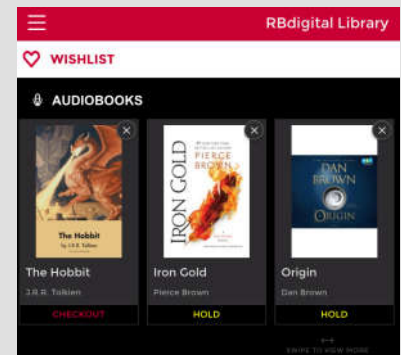 RBdigital Library
WISHLIST
AUDIOBOOKS
The Hobbit
by J.R.R. Tolkien
IRON GOLD
PIERCE
BROWN
DAN
BROWN
ORIGIN
The Hobbit
Iron Gold
Origin
J.R.R. Tolkien
Pierce Brown
Dan Brown
CHECKOUT
HOLD
HOLD
SWIPE TO VIEW MORE